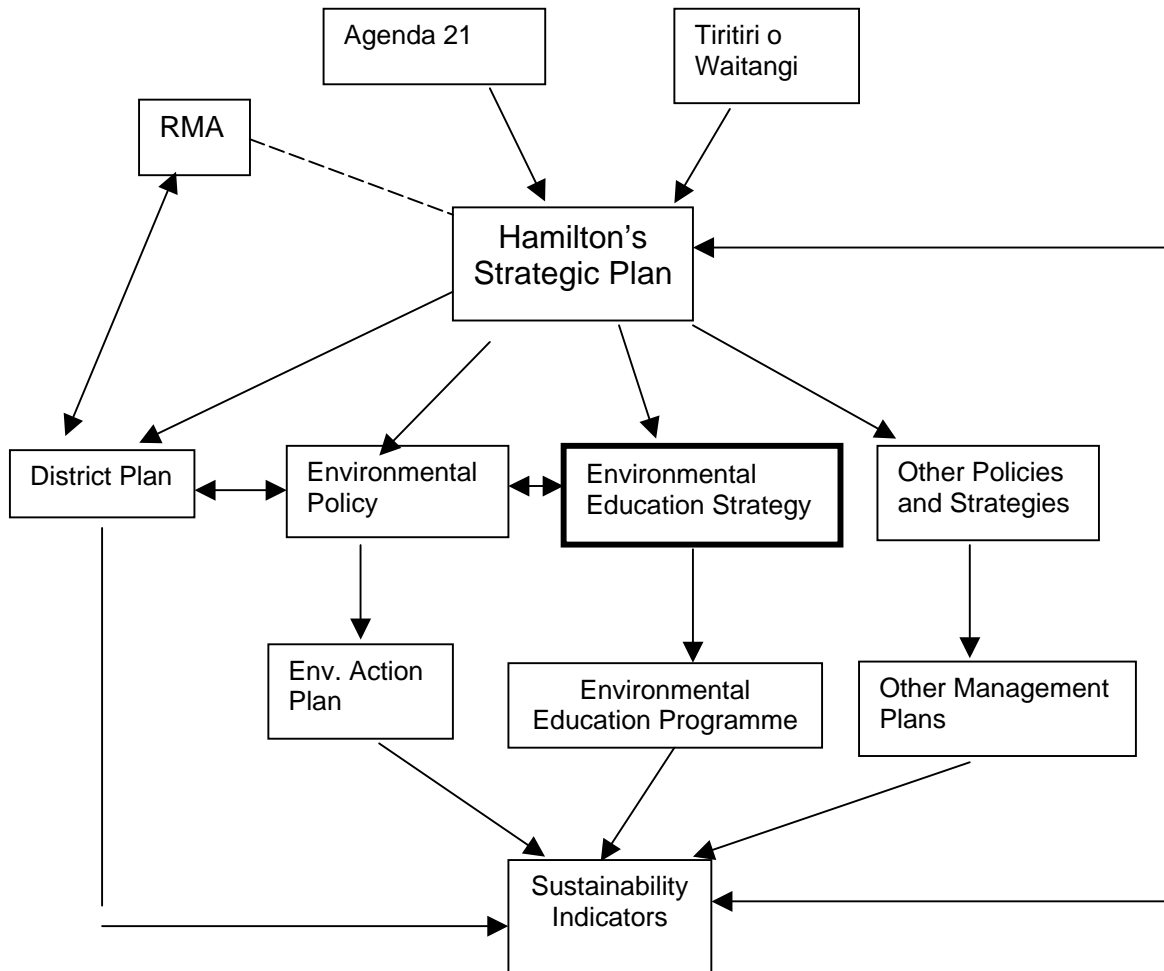 Agenda 21
Tiritiri o
Waitangi
RMA
Hamilton’s
Strategic Plan
District Plan
Environmental
Policy
Environmental
Education Strategy
Other Policies
and Strategies
Env. Action
Plan
Environmental
Education Programme
Other Management
Plans
Sustainability
Indicators